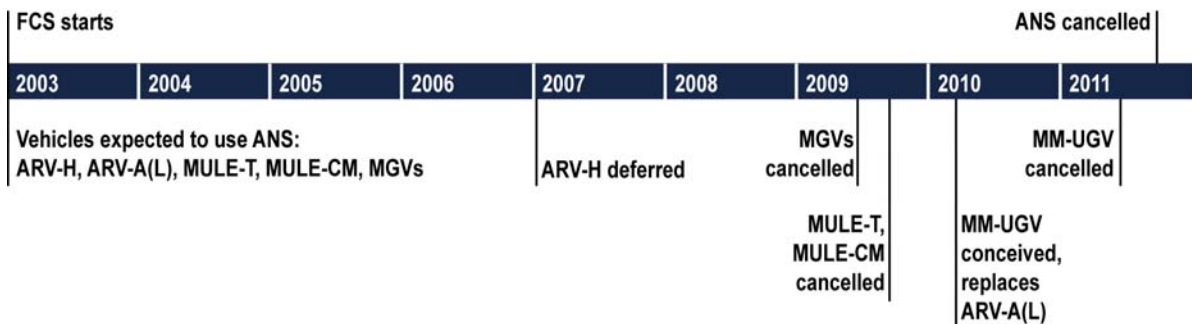 FCS starts
ANS cancelled
2003 2004 2005 2006 2007 2008 2009 2010 2011
Vehicles expected to use ANS:
ARV-H, ARV-A(L), MULE-T, MULE-CM, MGVs
ARV-H deferred
MGVs
cancelled
MM-UGV
cancelled
MULE-T,
MULE-CM
cancelled
MM-UGV
conceived,
replaces
ARV-A(L)